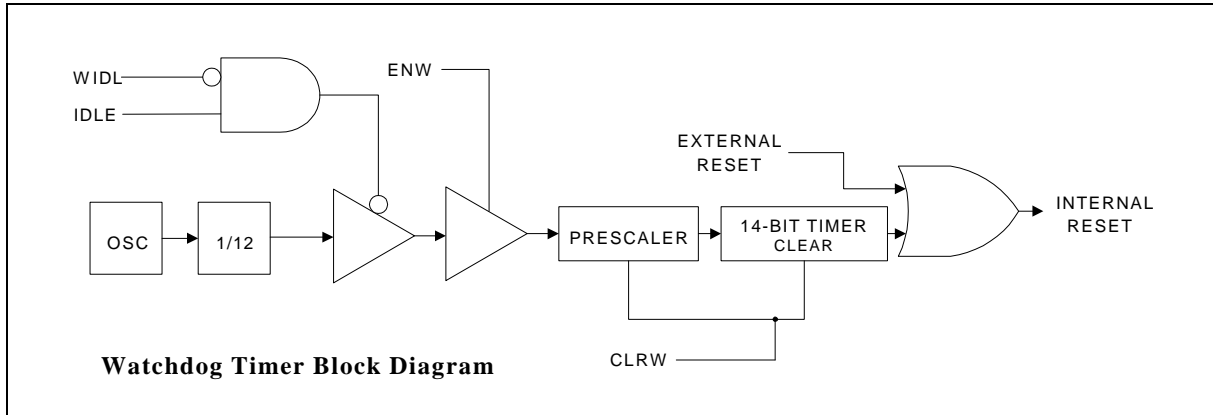 WIDL
IDLE
ENW
EXTERNAL
RESET
OSC
1/12
PRESCALER
14-BIT TIMER
CLEAR
INTERNAL
RESET
CLRW
Watchdog Timer Block Diagram